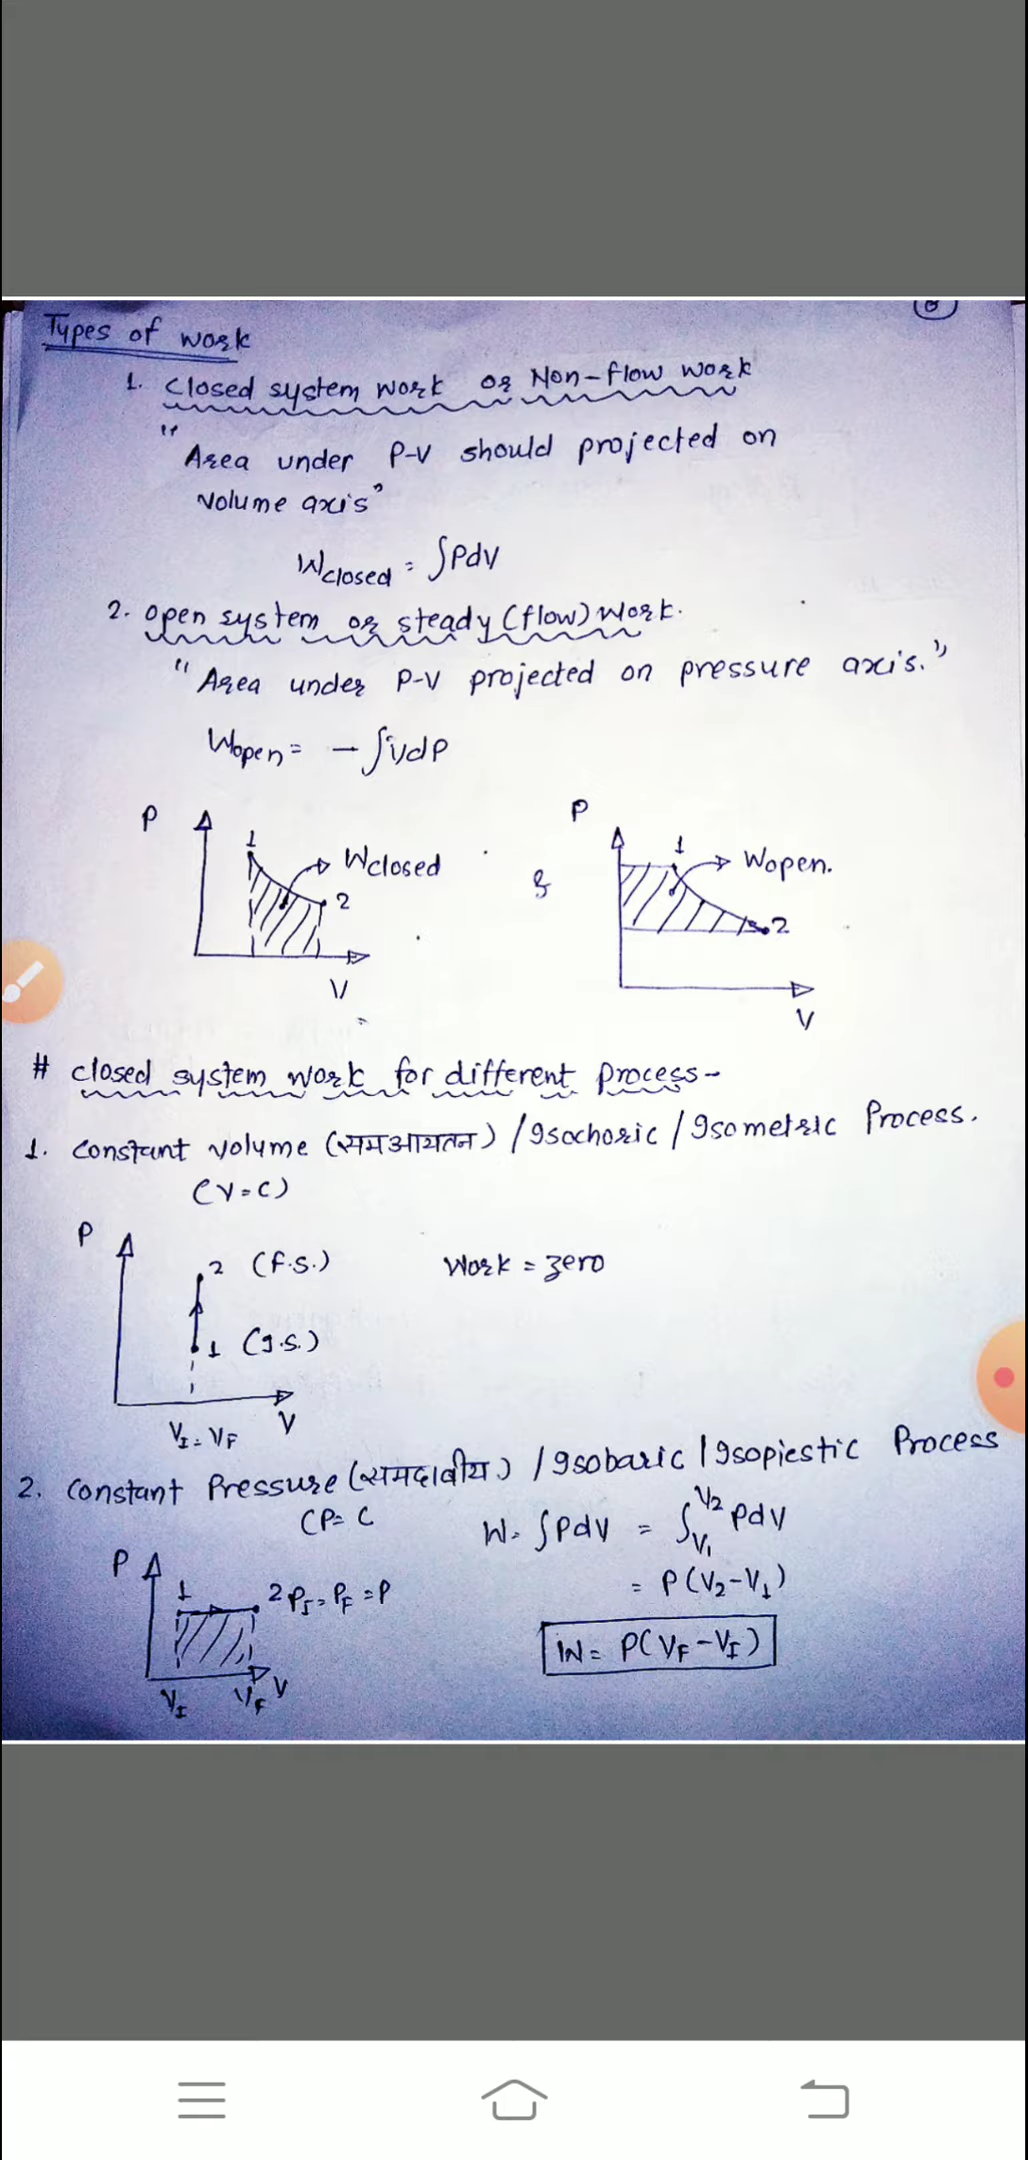 Types of work
1. Closed system work or Non-flow work
"Area under P-V should projected on
volume axis"
Wclosed = ∫PdV
2. open system or steady (flow) work.
"Area under P-V projected on pressure axis."
Wopen = - ∫vdP
P
1
Wclosed
2
V
&
P
1
Wopen.
2
V
# closed system work for different process-
1. Constant volume (समआयतन) / Isochoric / Isometric Process.
(V=C)
P
2 (F.S.)
Work = zero
1 (I.S.)
VI = VF
V
2. Constant Pressure (समदाबीय) / Isobaric / Isopiestic Process
(P= C
W= ∫PdV = ∫V1V2 PdV
P
1
2 PI = PF = P
= P(V2-V1)
W= P(VF-VI)
VI
VF
V